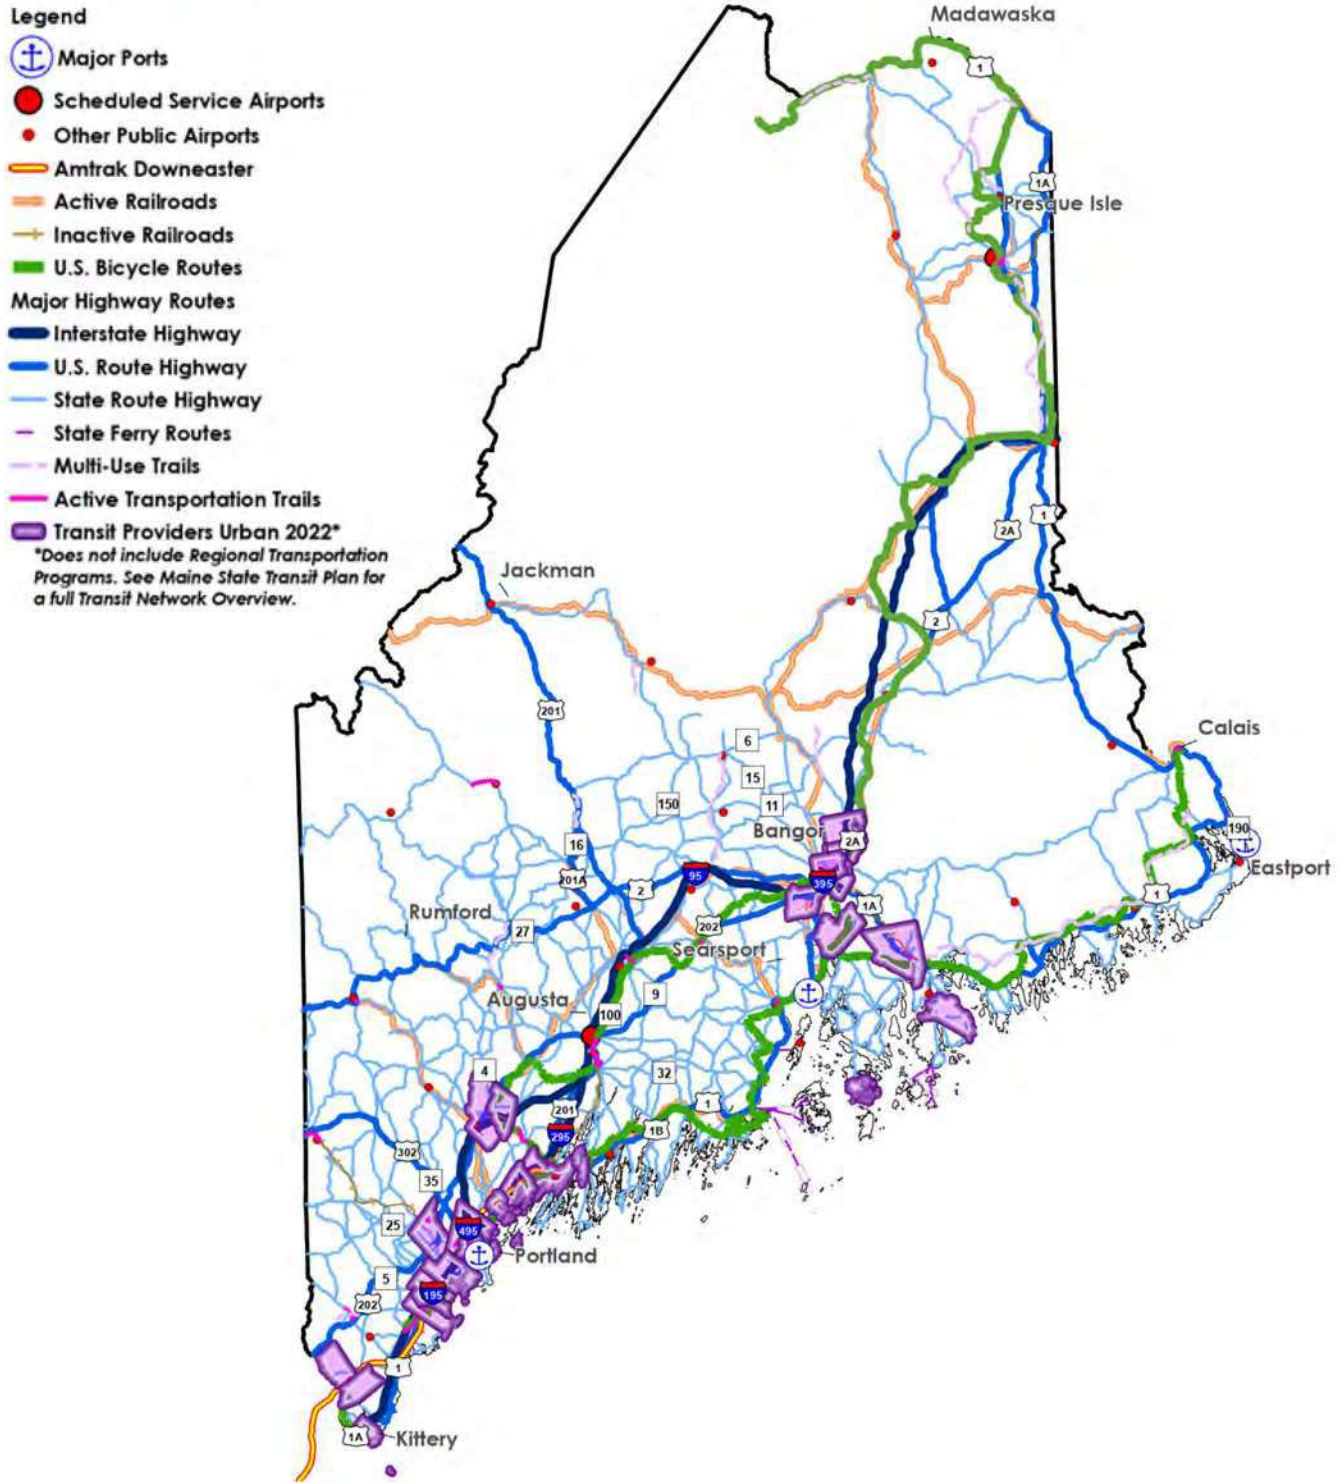 Legend
Major Ports
Scheduled Service Airports
Other Public Airports
Amtrak Downeaster
Active Railroads
Inactive Railroads
U.S. Bicycle Routes
Major Highway Routes
Interstate Highway
U.S. Route Highway
State Route Highway
State Ferry Routes
Multi-Use Trails
Active Transportation Trails
Transit Providers Urban 2022*
*Does not include Regional Transportation
Programs. See Maine State Transit Plan for
a full Transit Network Overview.
Madawaska
1
1A
Presque Isle
1
2A
Jackman
2
201
Calais
6
15
150
11
Bangor
2A
190
16
Eastport
95
395
201A
2
1
1A
Rumford
202
27
Searsport
9
Augusta
100
4
32
201
1
1B
295
302
35
25
495
Portland
5
195
202
1
1A
Kittery